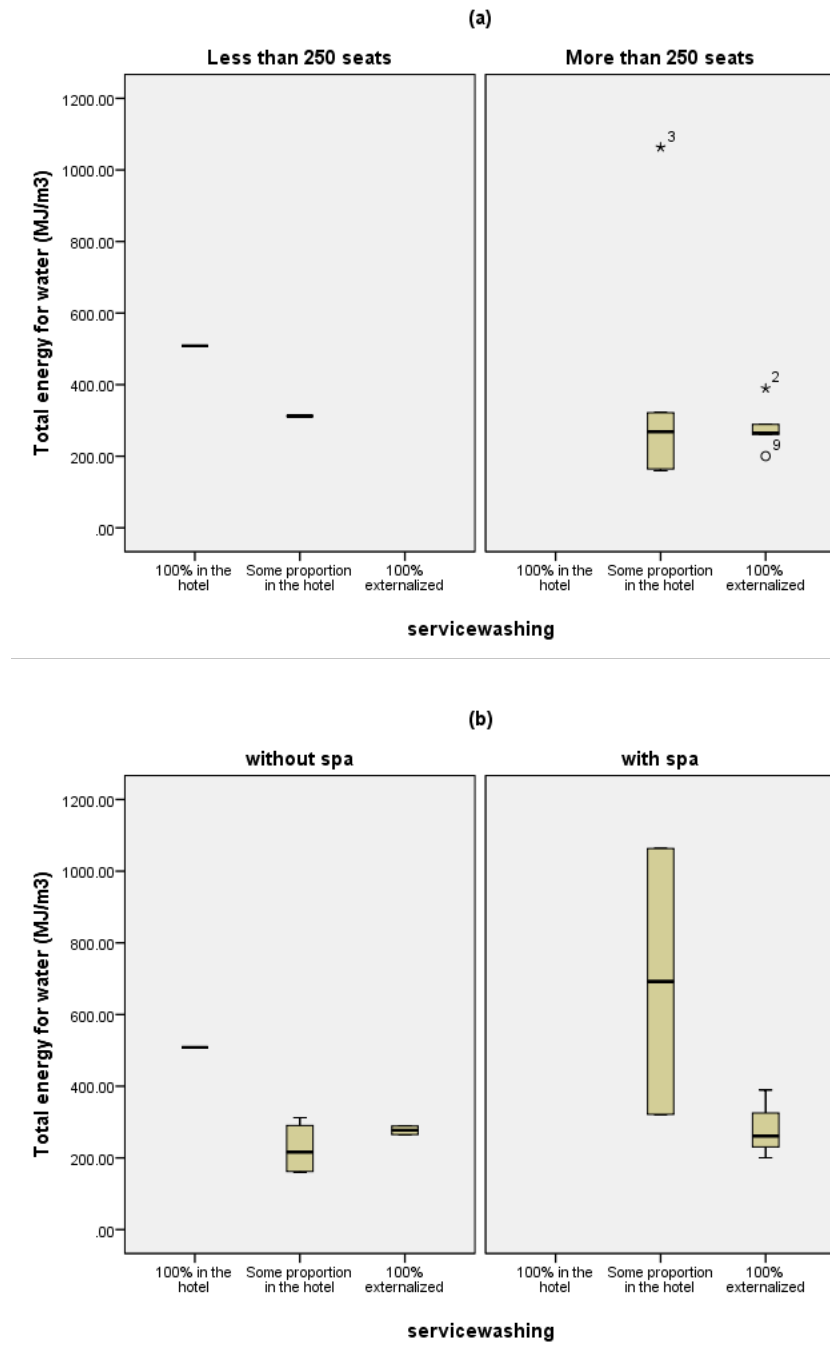 (a)
Less than 250 seats
More than 250 seats
Total energy for water (MJ/m3)
1200.00
1000.00
800.00
600.00
400.00
200.00
.00
3
2
9
100% in the
hotel
Some proportion
in the hotel
100%
externalized
100% in the
hotel
Some proportion
in the hotel
100%
externalized
servicewashing
(b)
without spa
with spa
Total energy for water (MJ/m3)
1200.00
1000.00
800.00
600.00
400.00
200.00
.00
100% in the
hotel
Some proportion
in the hotel
100%
externalized
100% in the
hotel
Some proportion
in the hotel
100%
externalized
servicewashing